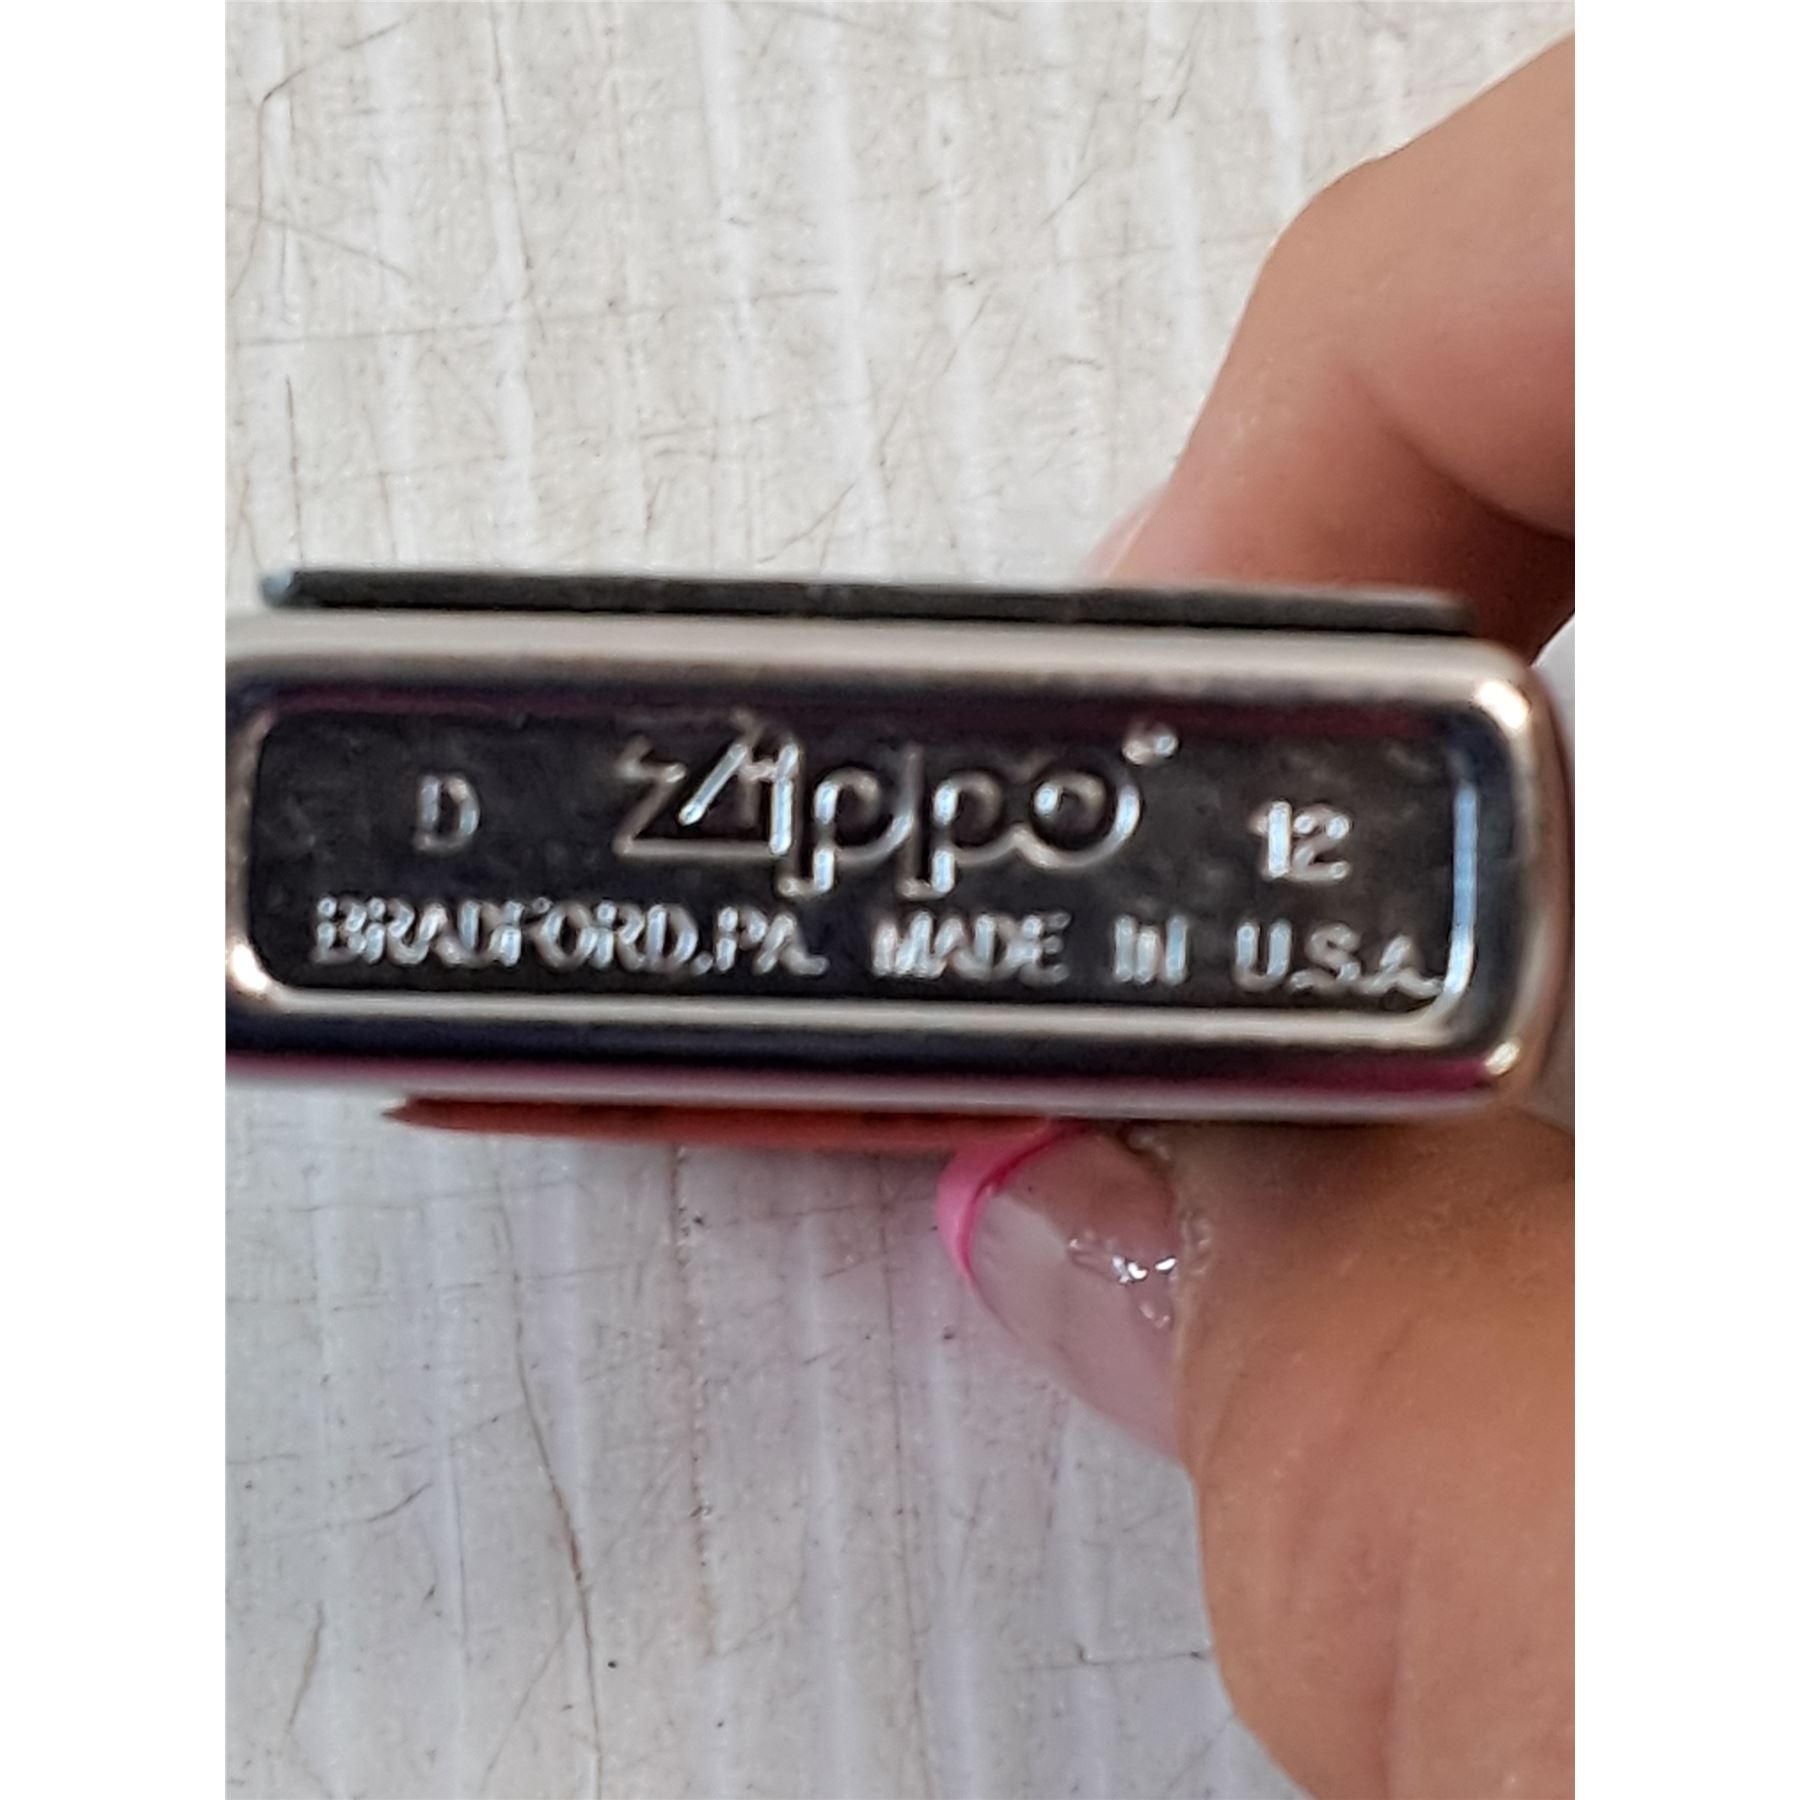 D Zippo® 12
BRADFORD, PA. MADE IN U.S.A.